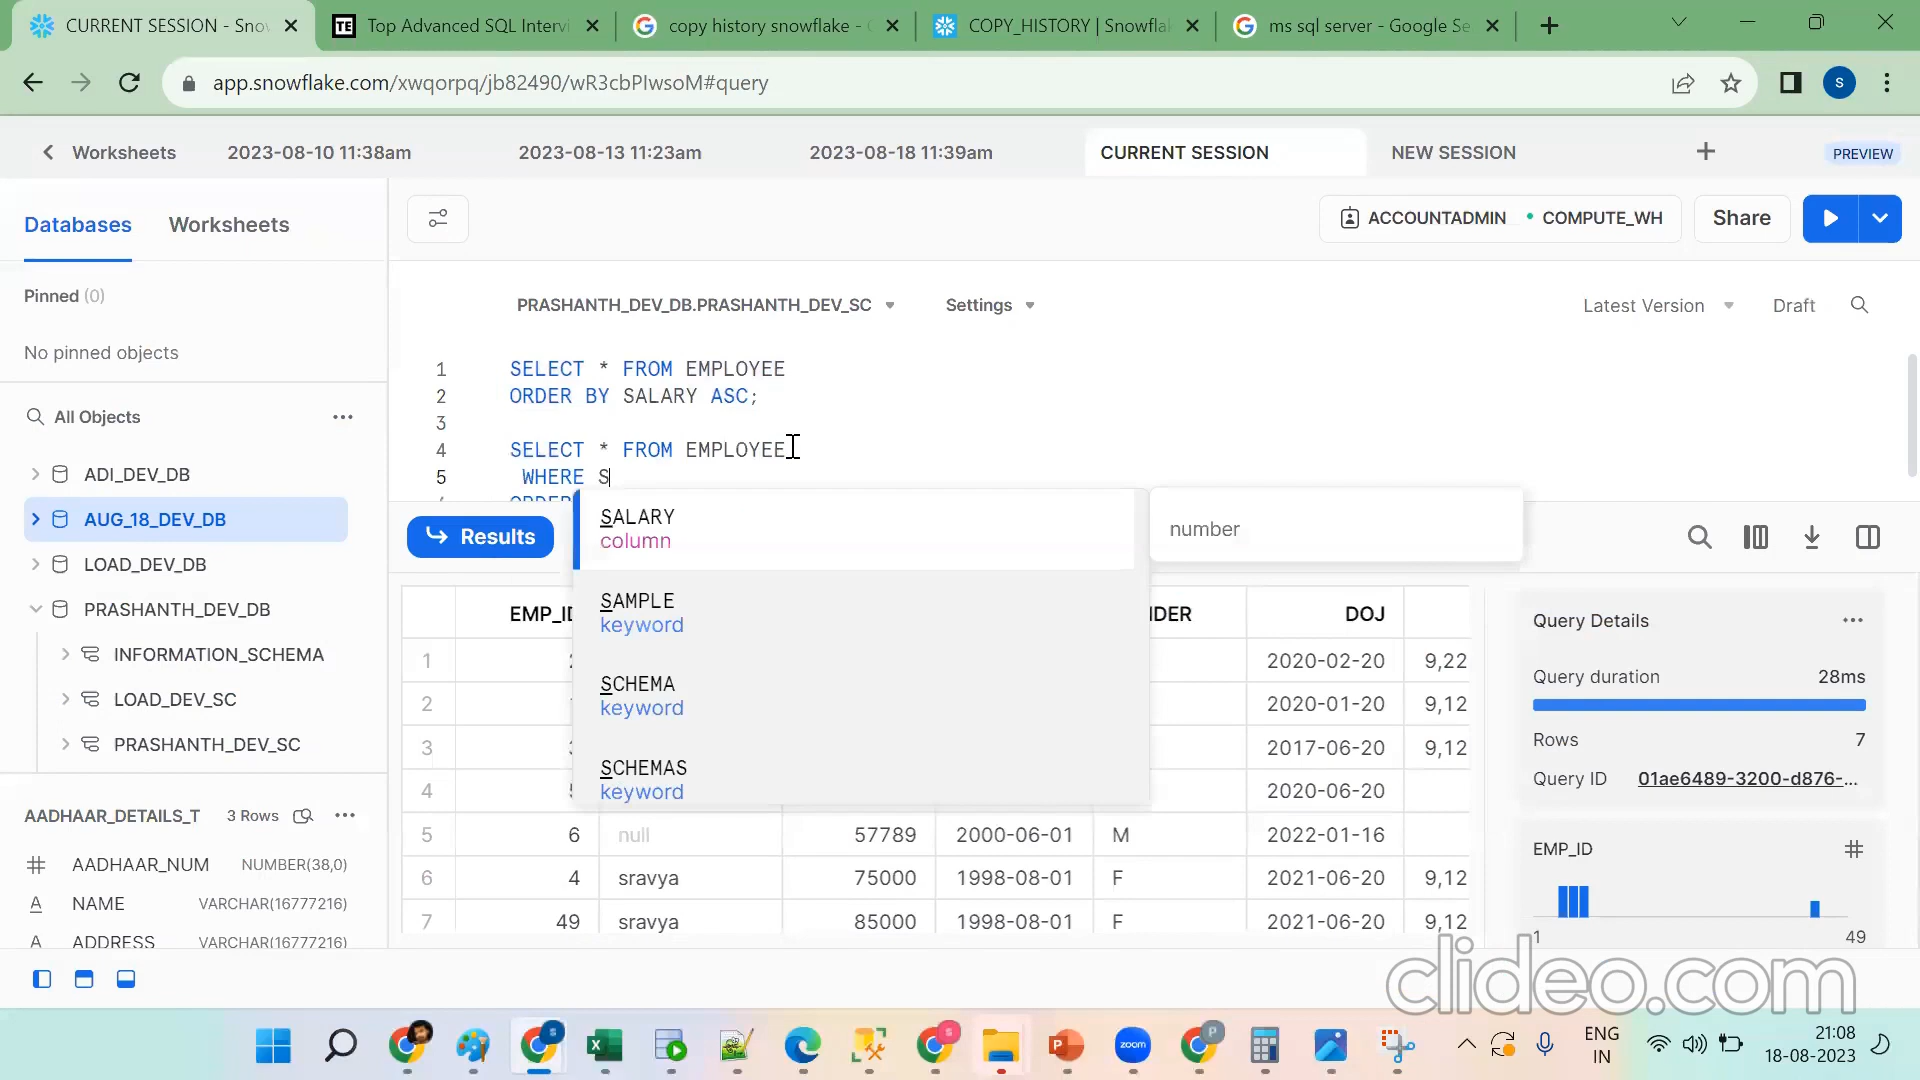 CURRENT SESSION - Snov
Top Advanced SQL Intervi
copy history snowflake -
COPY_HISTORY | Snowflak
ms sql server - Google Se
app.snowflake.com/xwqorpq/jb82490/wR3cbPIwsoM#query
S
Worksheets
2023-08-10 11:38am
2023-08-13 11:23am
2023-08-18 11:39am
CURRENT SESSION
NEW SESSION
PREVIEW
Databases
Worksheets
ACCOUNTADMIN
COMPUTE_WH
Share
Pinned (0)
No pinned objects
PRASHANTH_DEV_DB.PRASHANTH_DEV_SC
Settings
Latest Version
Draft
1 SELECT * FROM EMPLOYEE
2 ORDER BY SALARY ASC;
3
4 SELECT * FROM EMPLOYEE
5 WHERE S
All Objects
ADI_DEV_DB
AUG_18_DEV_DB
LOAD_DEV_DB
PRASHANTH_DEV_DB
INFORMATION_SCHEMA
LOAD_DEV_SC
PRASHANTH_DEV_SC
Results
SALARY
column
number
SAMPLE
keyword
SCHEMA
keyword
SCHEMAS
keyword
EMP_ID
DOJ
1 2020-02-20 9,22
2 2020-01-20 9,12
3 2017-06-20 9,12
4 2020-06-20
5 6 null 57789 2000-06-01 M 2022-01-16
6 4 sravya 75000 1998-08-01 F 2021-06-20 9,12
7 49 sravya 85000 1998-08-01 F 2021-06-20 9,12
Query Details
Query duration 28ms
Rows 7
Query ID 01ae6489-3200-d876-...
EMP_ID
1 49
AADHAAR_DETAILS_T 3 Rows
AADHAAR_NUM NUMBER(38,0)
NAME VARCHAR(16777216)
ADDRESS VARCHAR(16777216)
clideo.com
zoom
ENG
IN
21:08
18-08-2023